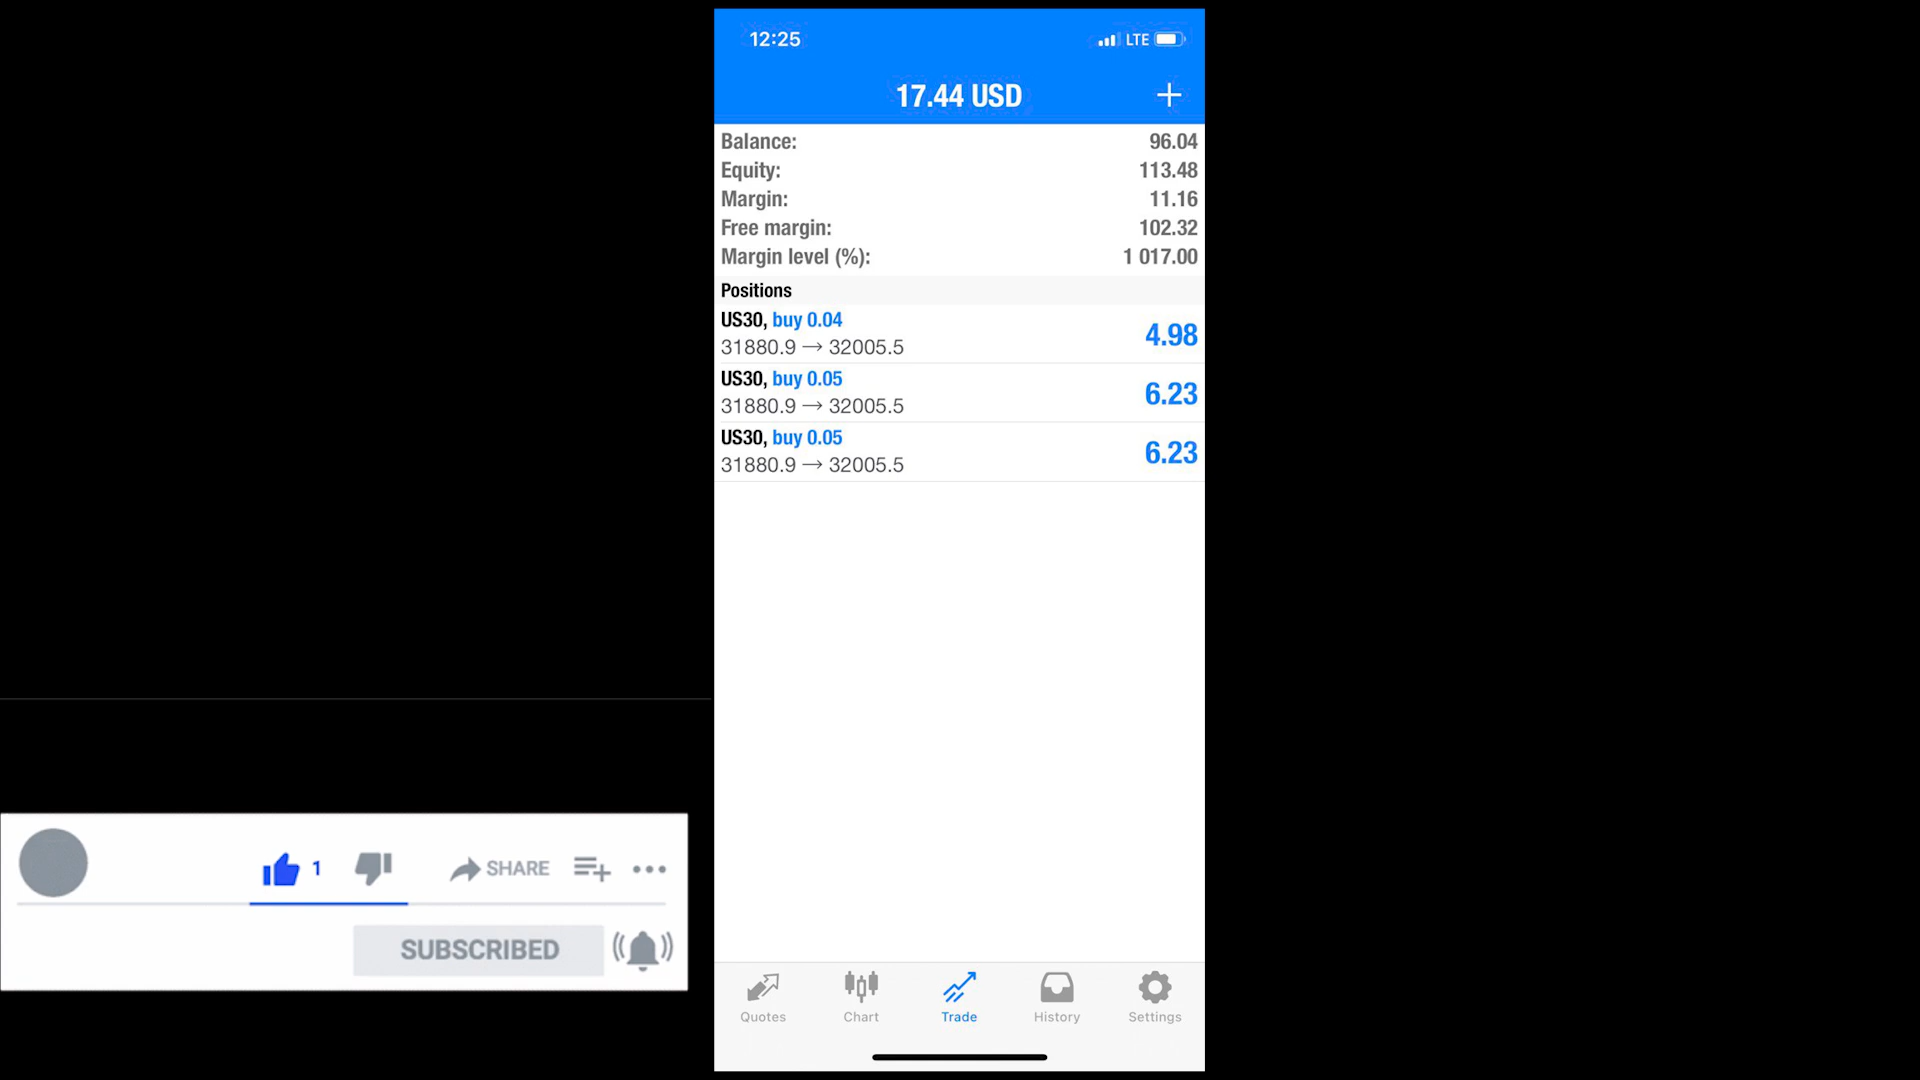 12:25 LTE
17.44 USD +
Balance: 96.04
Equity: 113.48
Margin: 11.16
Free margin: 102.32
Margin level (%): 1 017.00
Positions
US30, buy 0.04
31880.9 → 32005.5 4.98
US30, buy 0.05
31880.9 → 32005.5 6.23
US30, buy 0.05
31880.9 → 32005.5 6.23
1 SHARE
SUBSCRIBED
Quotes Chart Trade History Settings